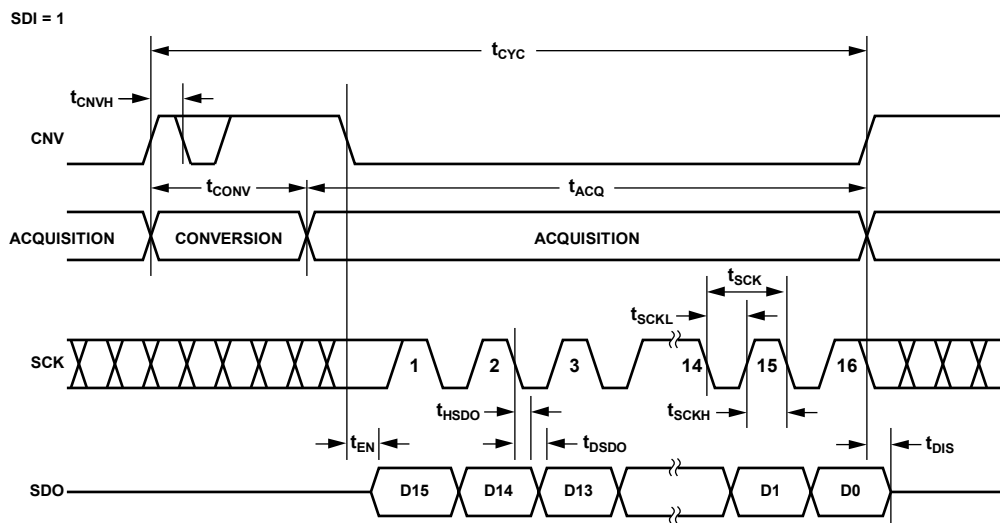 SDI = 1
tCYC
tCNVH
CNV
tCONV
tACQ
ACQUISITION CONVERSION ACQUISITION
tSCK
tSCKL
SCK 1 2 3 14 15 16
tHSDO
tSCKH
tEN
tDSDO
tDIS
SDO D15 D14 D13 D1 D0